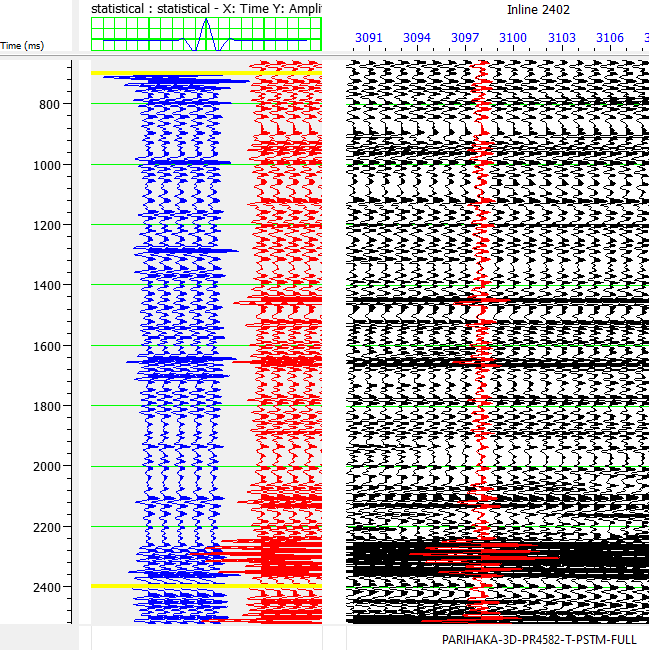 statistical : statistical - X: Time Y: Ampli
Inline 2402
3091 3094 3097 3100 3103 3106 3
Time (ms)
800
1000
1200
1400
1600
1800
2000
2200
2400
PARIHAKA-3D-PR4582-T-PSTM-FULL